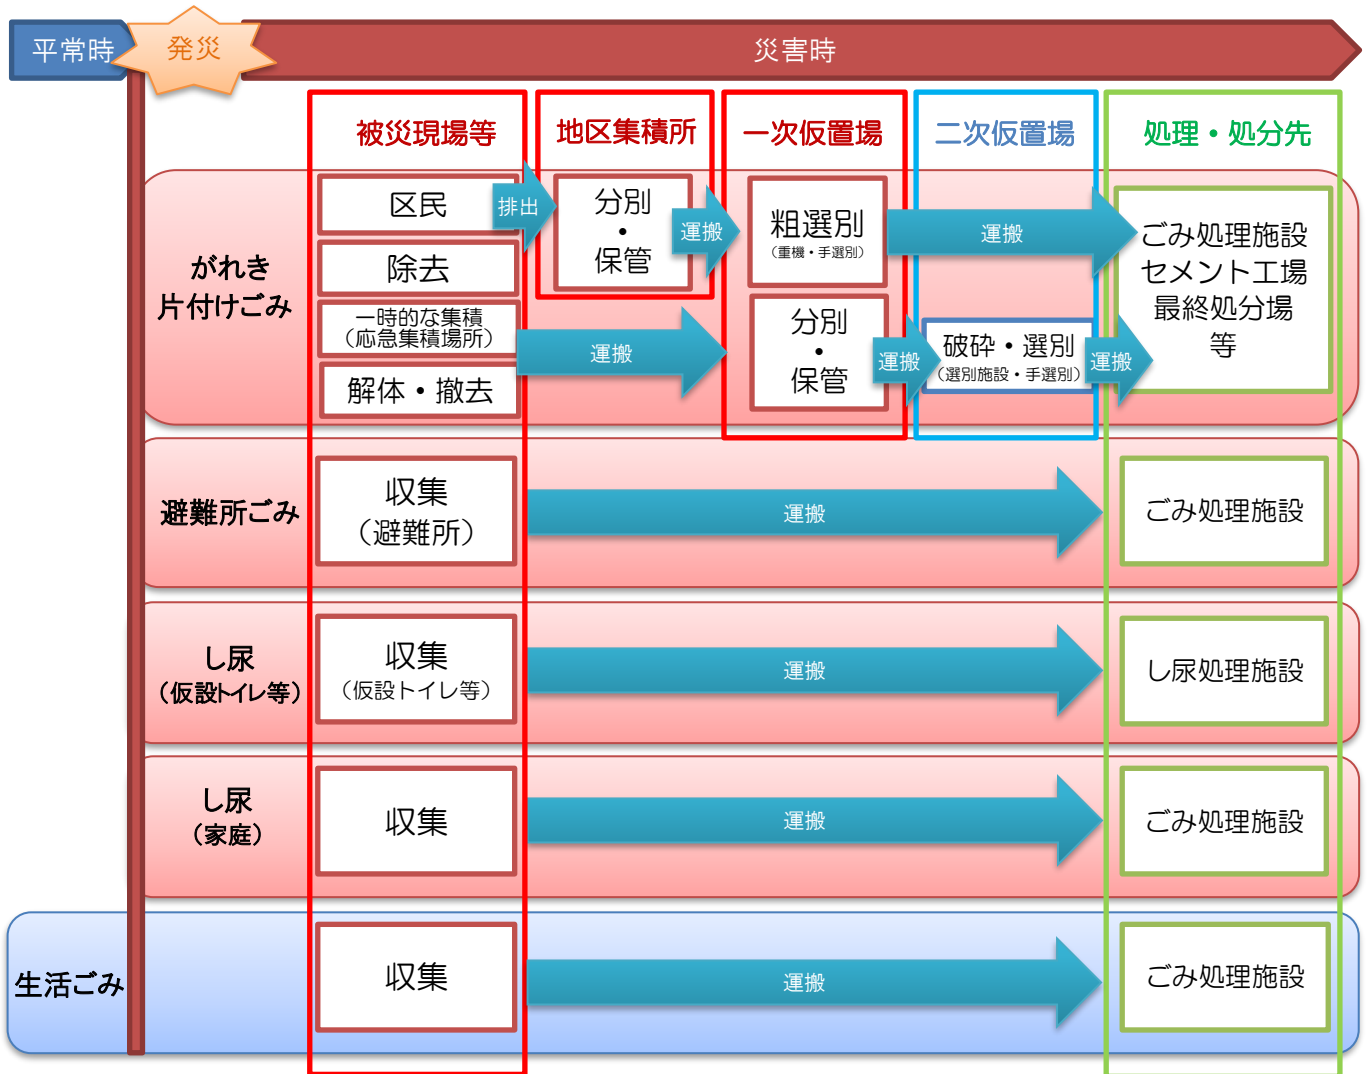 平常時
発災
災害時
被災現場等
地区集積所
一次仮置場
二次仮置場
処理・処分先
がれき
片付けごみ
区民
排出
除去
一時的な集積
（応急集積場所）
解体・撤去
運搬
分別
・
保管
運搬
粗選別
（重機・手選別）
運搬
分別
・
保管
運搬
破砕・選別
（選別施設・手選別）
運搬
ごみ処理施設
セメント工場
最終処分場
等
避難所ごみ
収集
（避難所）
運搬
ごみ処理施設
し尿
（仮設トイレ等）
収集
（仮設トイレ等）
運搬
し尿処理施設
し尿
（家庭）
収集
運搬
ごみ処理施設
生活ごみ
収集
運搬
ごみ処理施設